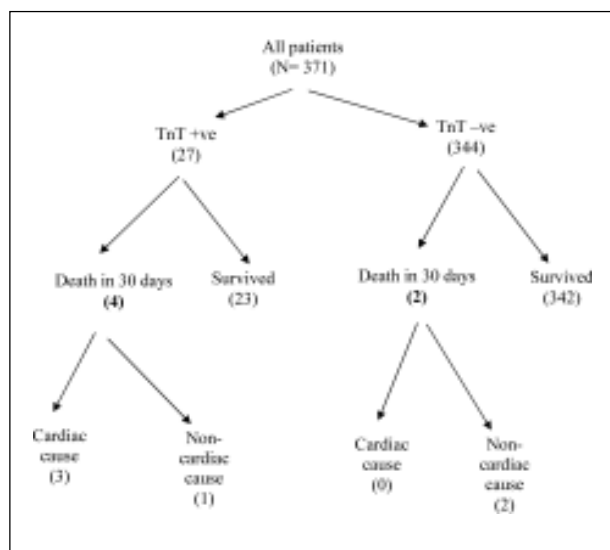 All patients
(N= 371)
TnT +ve
(27)
TnT –ve
(344)
Death in 30 days
(4)
Survived
(23)
Death in 30 days
(2)
Survived
(342)
Cardiac
cause
(3)
Non-
cardiac
cause
(1)
Cardiac
cause
(0)
Non-
cardiac
cause
(2)